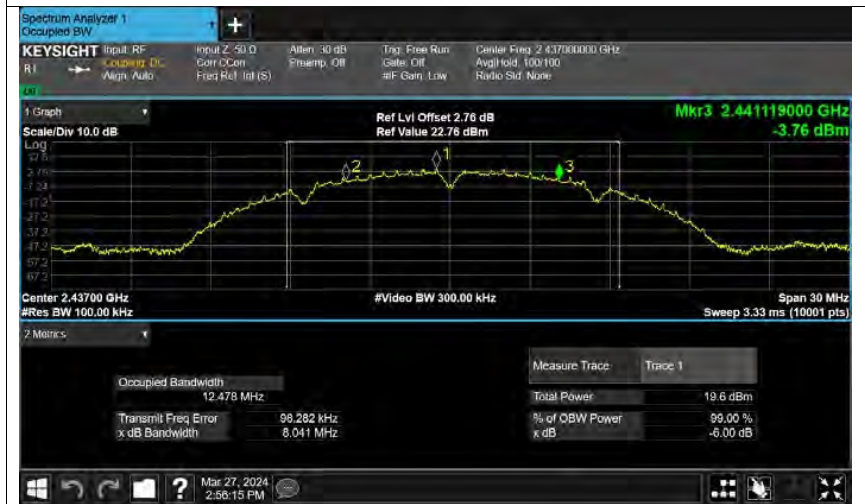 Spectrum Analyzer 1
Occupied BW
+
KEYSIGHT Input: RF
Coupling: DC
Align: Auto
Input Z: 50 Ω
Corr CCorr
Freq Ref: Int (S)
Atten: 30 dB
Preamp: Off
Trig: Free Run
Gate: Off
#IF Gain: Low
Center Freq: 2.437000000 GHz
Avg|Hold: 100/100
Radio Std: None
1 Graph
Scale/Div 10.0 dB
Ref Lvl Offset 2.76 dB
Ref Value 22.76 dBm
Mkr3 2.441119000 GHz
-3.76 dBm
Log
2
1
3
Center 2.43700 GHz
#Res BW 100.00 kHz
#Video BW 300.00 kHz
Span 30 MHz
Sweep 3.33 ms (10001 pts)
2 Metrics
Measure Trace Trace 1
Occupied Bandwidth
12.478 MHz
Total Power 19.6 dBm
Transmit Freq Error 98.282 kHz
% of OBW Power 99.00 %
x dB Bandwidth 8.041 MHz
x dB -6.00 dB
?
Mar 27, 2024
2:56:15 PM